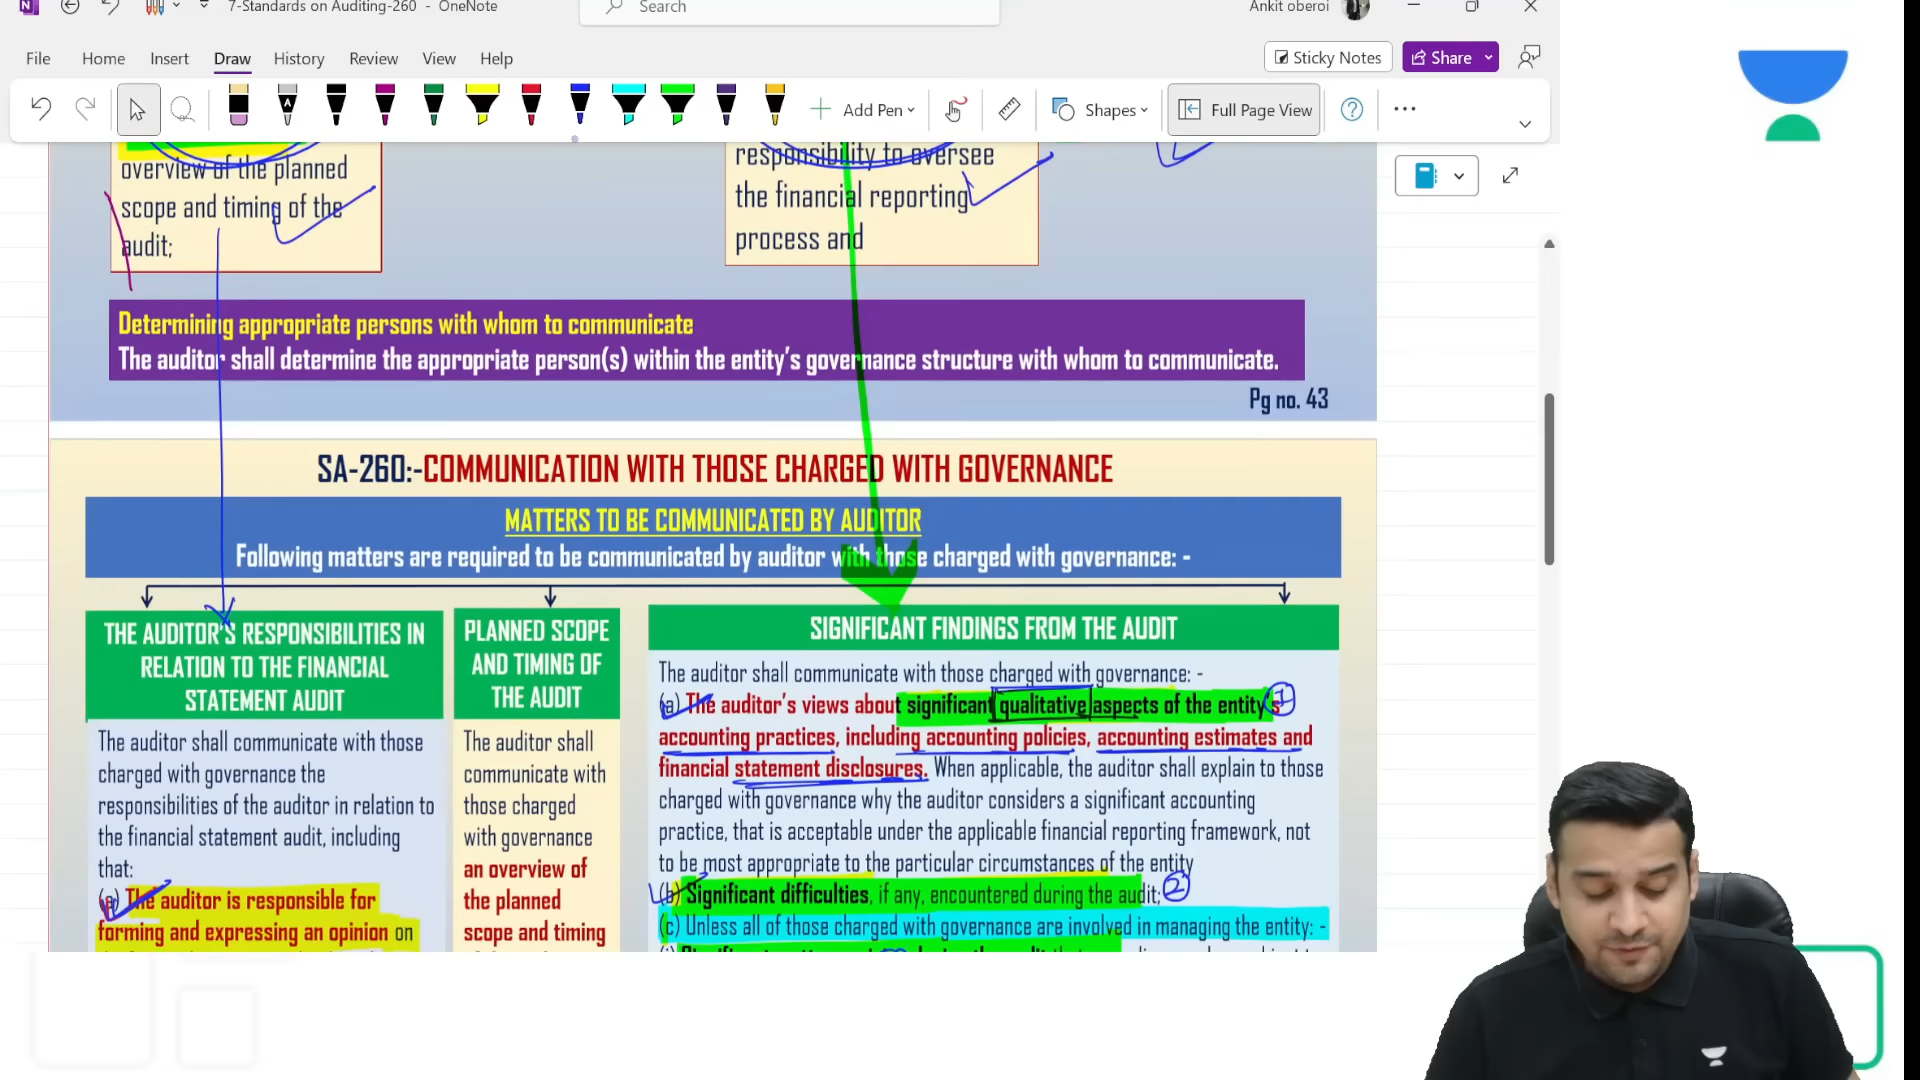 7-Standards on Auditing-260 - OneNote
Search
Ankit oberoi
File Home Insert Draw History Review View Help
Sticky Notes
Share
Add Pen
Shapes
Full Page View
overview of the planned
scope and timing of the
audit;
responsibility to oversee
the financial reporting
process and
Determining appropriate persons with whom to communicate
The auditor shall determine the appropriate person(s) within the entity's governance structure with whom to communicate.
Pg no. 43
SA-260:-COMMUNICATION WITH THOSE CHARGED WITH GOVERNANCE
MATTERS TO BE COMMUNICATED BY AUDITOR
Following matters are required to be communicated by auditor with those charged with governance: -
THE AUDITOR'S RESPONSIBILITIES IN
RELATION TO THE FINANCIAL
STATEMENT AUDIT
The auditor shall communicate with those
charged with governance the
responsibilities of the auditor in relation to
the financial statement audit, including
that:
(a) The auditor is responsible for
forming and expressing an opinion on
PLANNED SCOPE
AND TIMING OF
THE AUDIT
The auditor shall
communicate with
those charged
with governance
an overview of
the planned
scope and timing
SIGNIFICANT FINDINGS FROM THE AUDIT
The auditor shall communicate with those charged with governance: -
(a) The auditor's views about significant qualitative aspects of the entity's 1
accounting practices, including accounting policies, accounting estimates and
financial statement disclosures. When applicable, the auditor shall explain to those
charged with governance why the auditor considers a significant accounting
practice, that is acceptable under the applicable financial reporting framework, not
to be most appropriate to the particular circumstances of the entity
(b) Significant difficulties, if any, encountered during the audit; 2
(c) Unless all of those charged with governance are involved in managing the entity: -